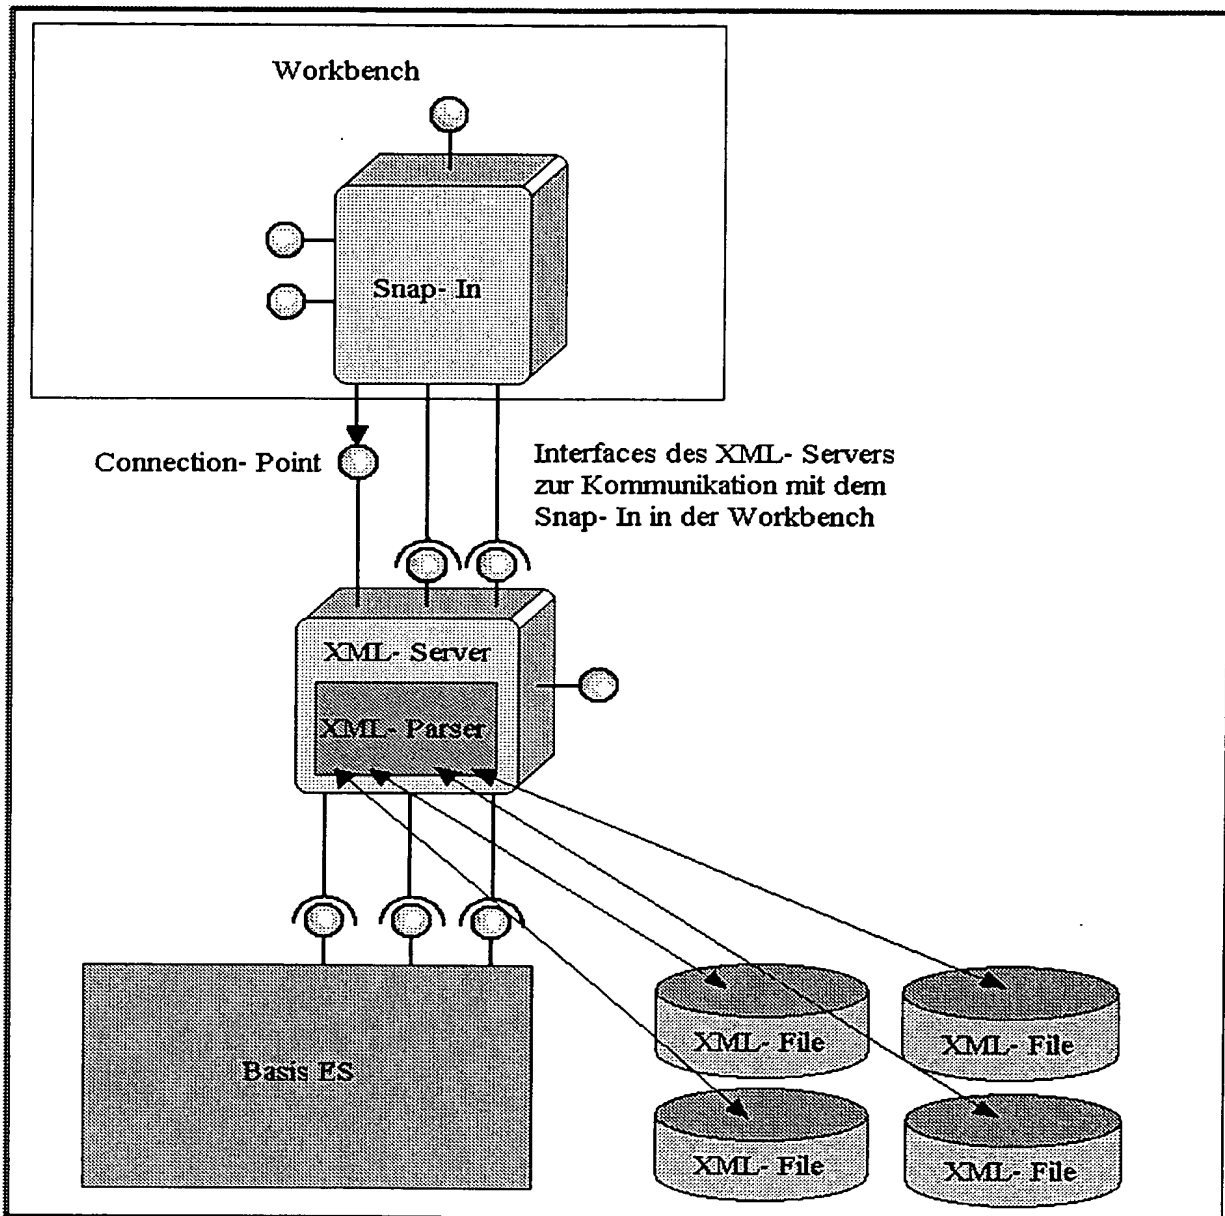 Workbench
Snap- In
Connection- Point
Interfaces des XML- Servers
zur Kommunikation mit dem
Snap- In in der Workbench
XML- Server
XML- Parser
Basis ES
XML- File
XML- File
XML- File
XML- File